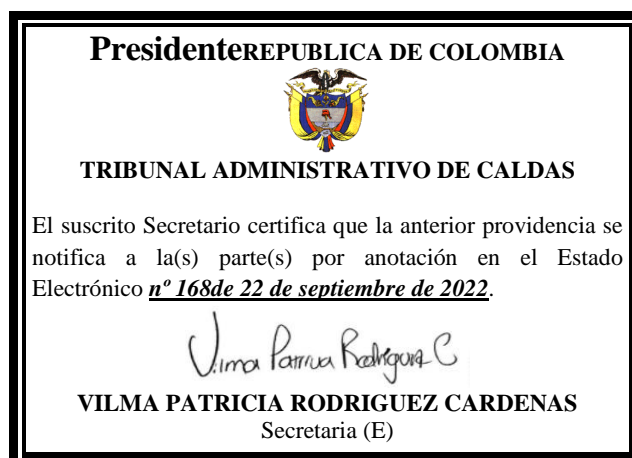 PresidenteREPUBLICA DE COLOMBIA
TRIBUNAL ADMINISTRATIVO DE CALDAS
El suscrito Secretario certifica que la anterior providencia se
notifica a la(s) parte(s) por anotación en el Estado
Electrónico nº 168de 22 de septiembre de 2022.
Vilma Patricia Rodríguez C
VILMA PATRICIA RODRIGUEZ CARDENAS
Secretaria (E)